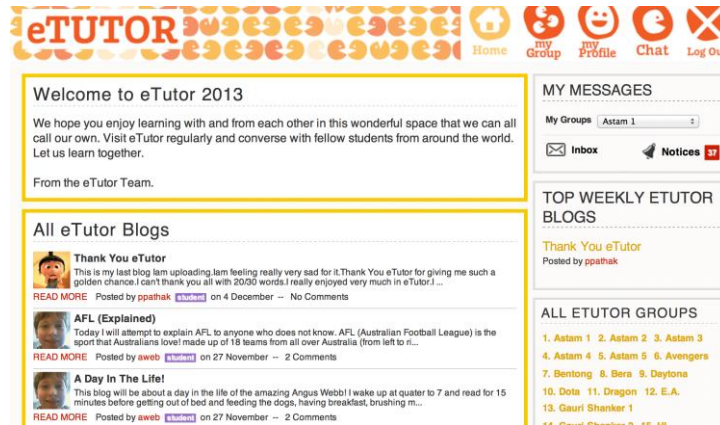 eTUTOR
Home
my Group
my Profile
Chat
Log Ou
Welcome to eTutor 2013
We hope you enjoy learning with and from each other in this wonderful space that we can all
call our own. Visit eTutor regularly and converse with fellow students from around the world.
Let us learn together.
From the eTutor Team.
All eTutor Blogs
Thank You eTutor
This is my last blog Iam uploading.Iam feeling really very sad for it.Thank You eTutor for giving me such a
golden chance.I can't thank you all with 20/30 words.I really enjoyed very much in eTutor.I ...
READ MORE Posted by ppathak student on 4 December -- No Comments
AFL (Explained)
Today I will attempt to explain AFL to anyone who does not know. AFL (Australian Football League) is the
sport that Australians love! made up of 18 teams from all over Australia (from left to ri...
READ MORE Posted by aweb student on 27 November -- 2 Comments
A Day In The Life!
This blog will be about a day in the life of the amazing Angus Webb! I wake up at quater to 7 and read for 15
minutes before getting out of bed and feeding the dogs, having breakfast, brushing m...
READ MORE Posted by aweb student on 27 November -- 2 Comments
MY MESSAGES
My Groups Astam 1
Inbox Notices 37
TOP WEEKLY ETUTOR
BLOGS
Thank You eTutor
Posted by ppathak
ALL ETUTOR GROUPS
1. Astam 1 2. Astam 2 3. Astam 3
4. Astam 4 5. Astam 5 6. Avengers
7. Bentong 8. Bera 9. Daytona
10. Dota 11. Dragon 12. E.A.
13. Gauri Shanker 1